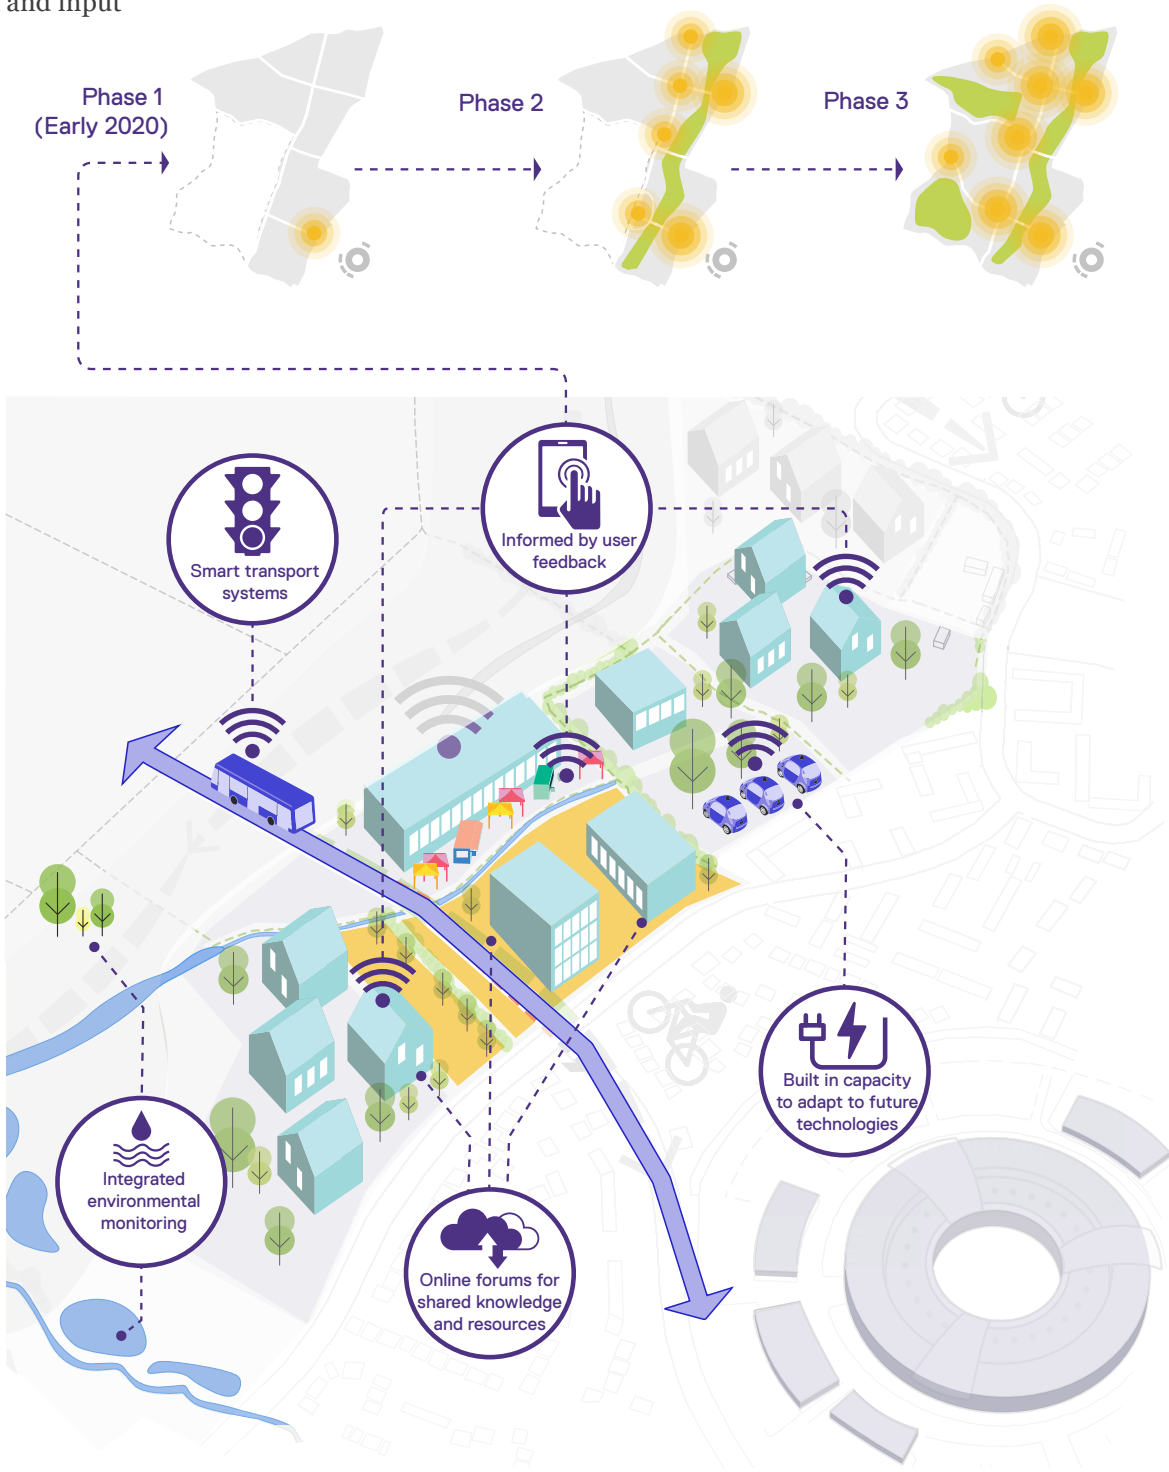 and input
Phase 1
(Early 2020)
Phase 2
Phase 3
Smart transport
systems
Informed by user
feedback
Built in capacity
to adapt to future
technologies
Integrated
environmental
monitoring
Online forums for
shared knowledge
and resources